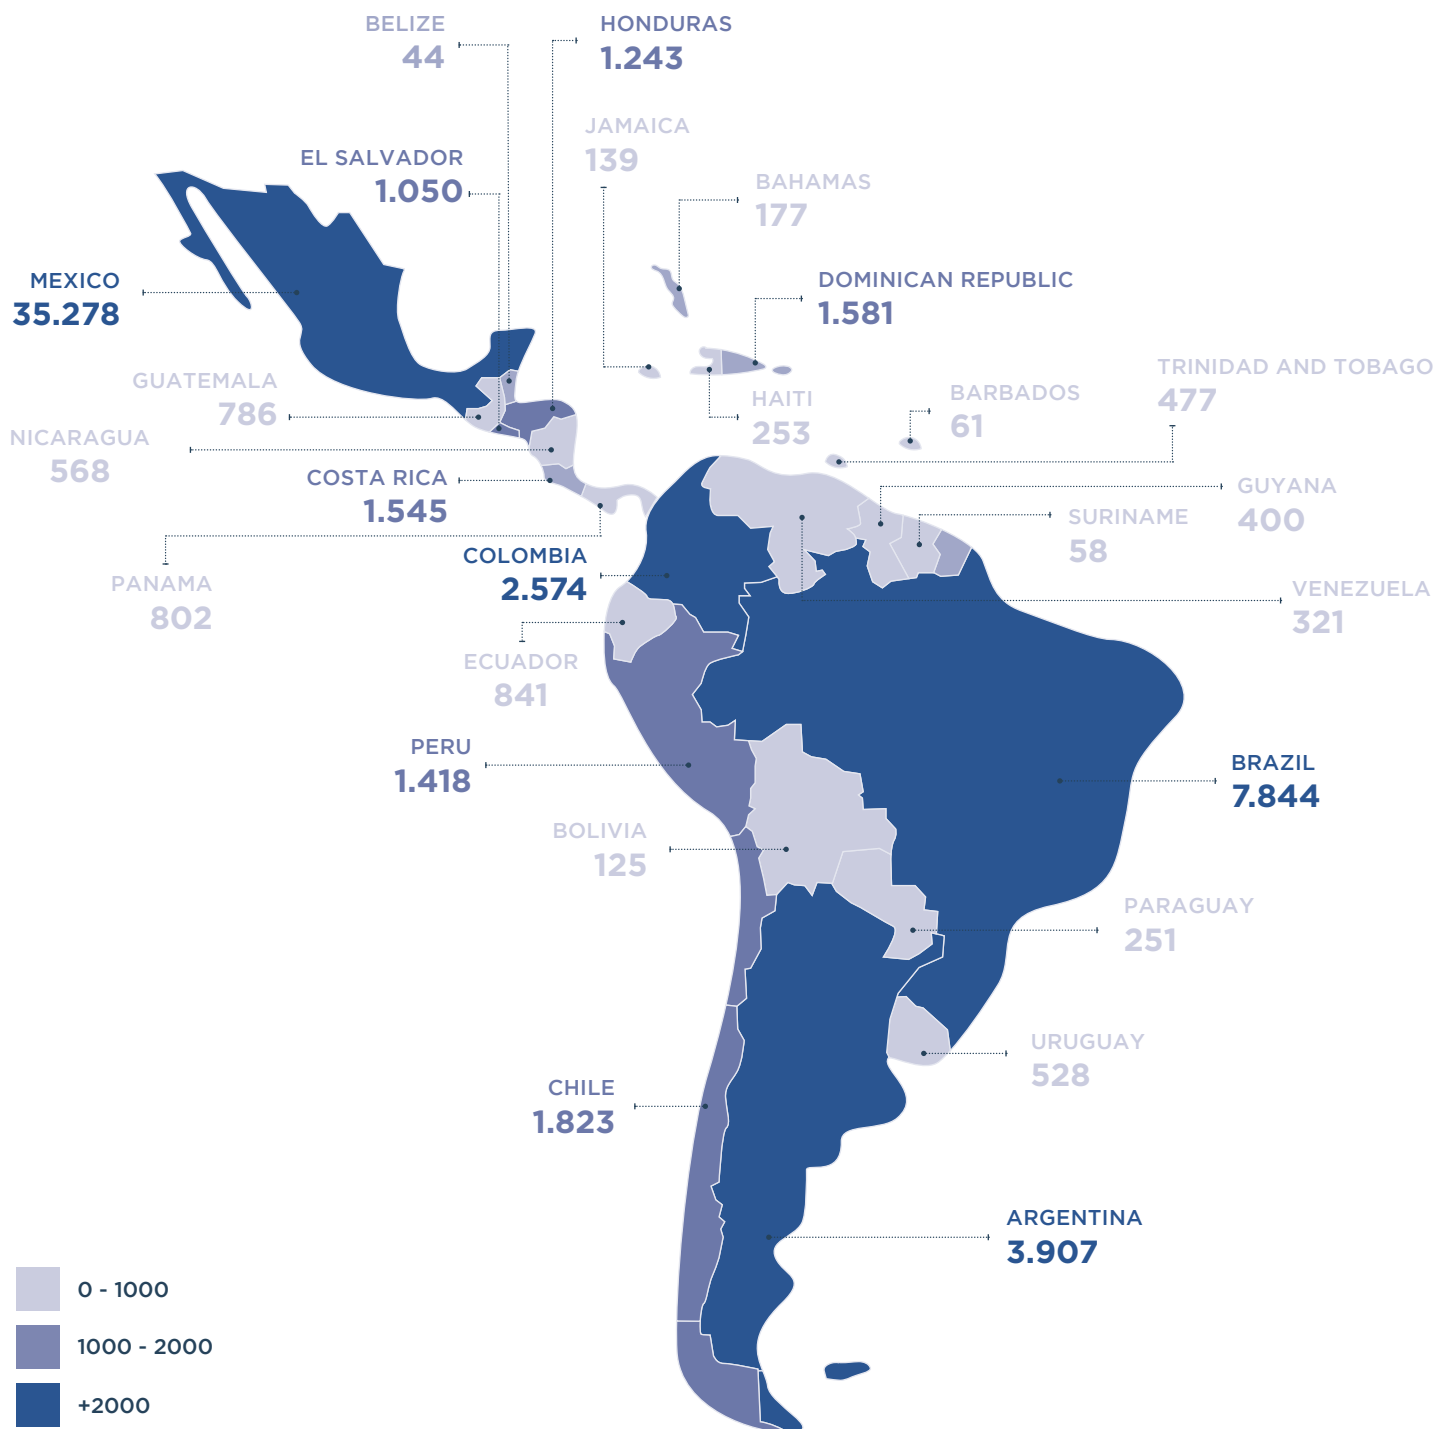 BELIZE
44
HONDURAS
1.243
JAMAICA
139
EL SALVADOR
1.050
BAHAMAS
177
MEXICO
35.278
DOMINICAN REPUBLIC
1.581
TRINIDAD AND TOBAGO
477
GUATEMALA
786
HAITI
253
BARBADOS
61
NICARAGUA
568
COSTA RICA
1.545
GUYANA
400
SURINAME
58
COLOMBIA
2.574
PANAMA
802
VENEZUELA
321
ECUADOR
841
PERU
1.418
BRAZIL
7.844
BOLIVIA
125
PARAGUAY
251
URUGUAY
528
CHILE
1.823
ARGENTINA
3.907
0 - 1000
1000 - 2000
+2000